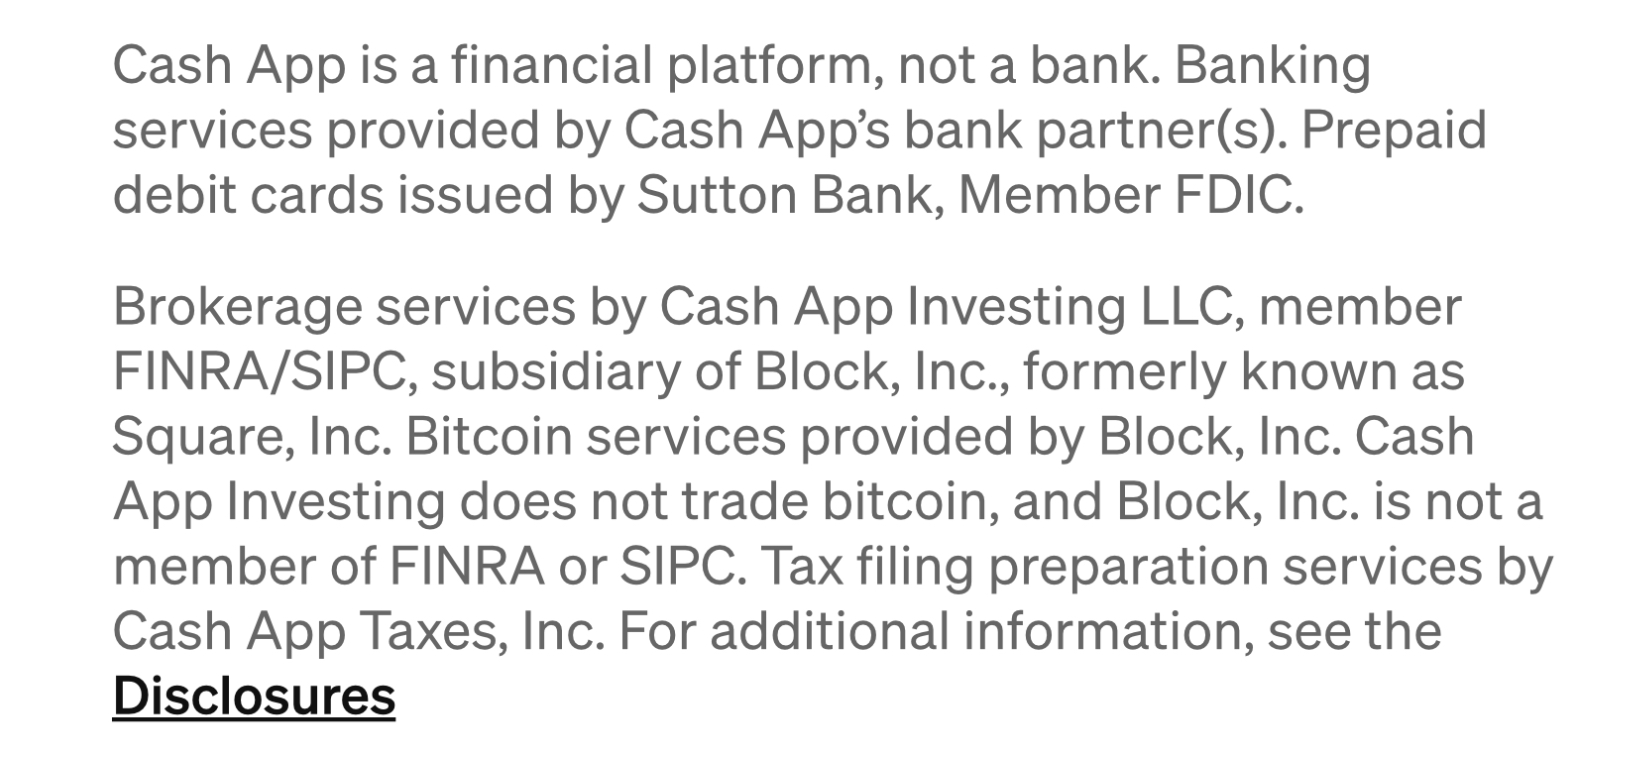 Cash App is a financial platform, not a bank. Banking
services provided by Cash App’s bank partner(s). Prepaid
debit cards issued by Sutton Bank, Member FDIC.
Brokerage services by Cash App Investing LLC, member
FINRA/SIPC, subsidiary of Block, Inc., formerly known as
Square, Inc. Bitcoin services provided by Block, Inc. Cash
App Investing does not trade bitcoin, and Block, Inc. is not a
member of FINRA or SIPC. Tax filing preparation services by
Cash App Taxes, Inc. For additional information, see the
Disclosures